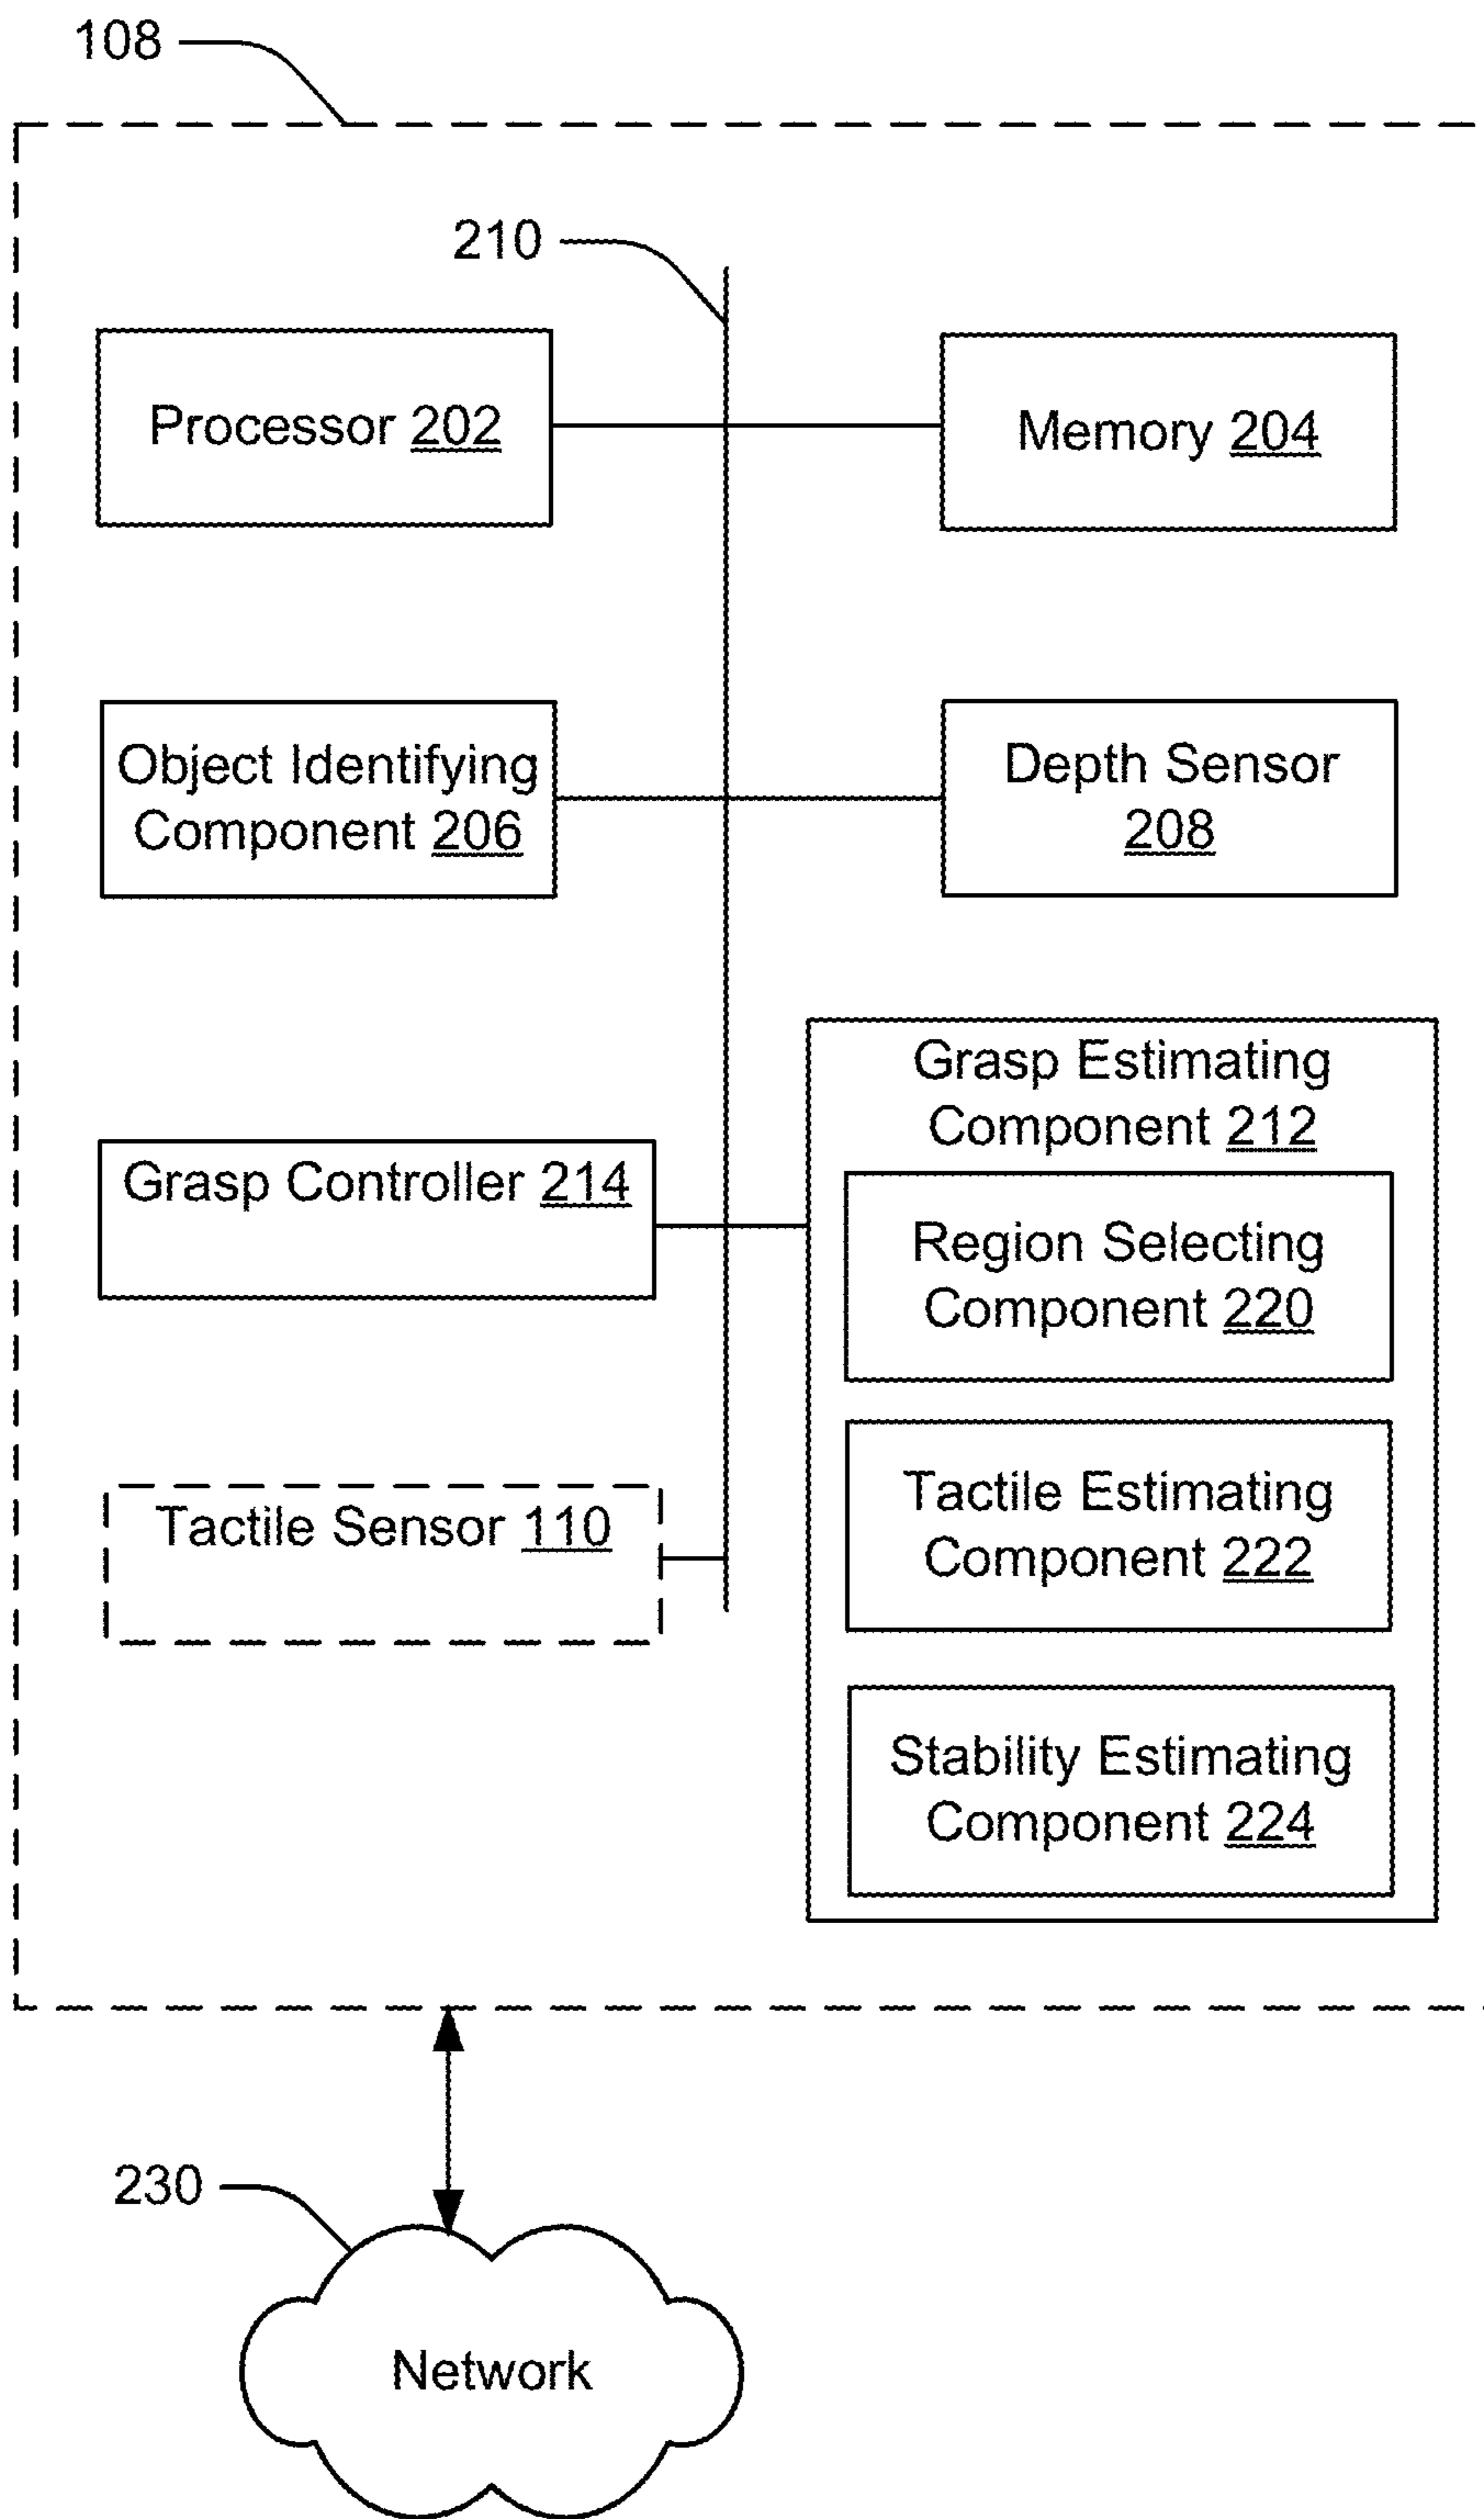 108
210
Processor 202
Memory 204
Object Identifying
Component 206
Depth Sensor
208
Grasp Estimating
Component 212
Grasp Controller 214
Region Selecting
Component 220
Tactile Sensor 110
Tactile Estimating
Component 222
Stability Estimating
Component 224
230
Network